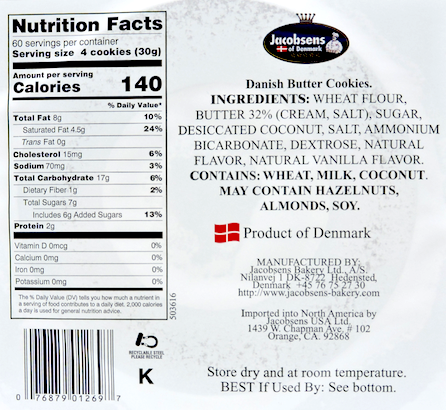 Nutrition Facts
60 servings per container
Serving size 4 cookies (30g)
Amount per serving
Calories 140
% Daily Value*
Total Fat 8g 10%
Saturated Fat 4.5g 24%
Trans Fat 0g
Cholesterol 15mg 6%
Sodium 70mg 3%
Total Carbohydrate 17g 6%
Dietary Fiber 1g 2%
Total Sugars 7g
Includes 6g Added Sugars 13%
Protein 2g
Vitamin D 0mcg 0%
Calcium 0mg 0%
Iron 0mg 0%
Potassium 0mg 0%
* The % Daily Value (DV) tells you how much a nutrient in
a serving of food contributes to a daily diet. 2,000 calories
a day is used for general nutrition advice.
503616
0 76879 01269 7
RECYCLABLE STEEL
PLEASE RECYCLE
K
Jacobsens
of Denmark
Danish Butter Cookies.
INGREDIENTS: WHEAT FLOUR,
BUTTER 32% (CREAM, SALT), SUGAR,
DESICCATED COCONUT, SALT, AMMONIUM
BICARBONATE, DEXTROSE, NATURAL
FLAVOR, NATURAL VANILLA FLAVOR.
CONTAINS: WHEAT, MILK, COCONUT.
MAY CONTAIN HAZELNUTS,
ALMONDS, SOY.
Product of Denmark
MANUFACTURED BY:
Jacobsens Bakery Ltd., A/S.
Nilanvej 1 DK-8722 Hedensted,
Denmark +45 76 75 27 30
http://www.jacobsens-bakery.com
Imported into North America by
Jacobsens USA Ltd.
1439 W. Chapman Ave. # 102
Orange, CA. 92868
Store dry and at room temperature.
BEST If Used By: See bottom.